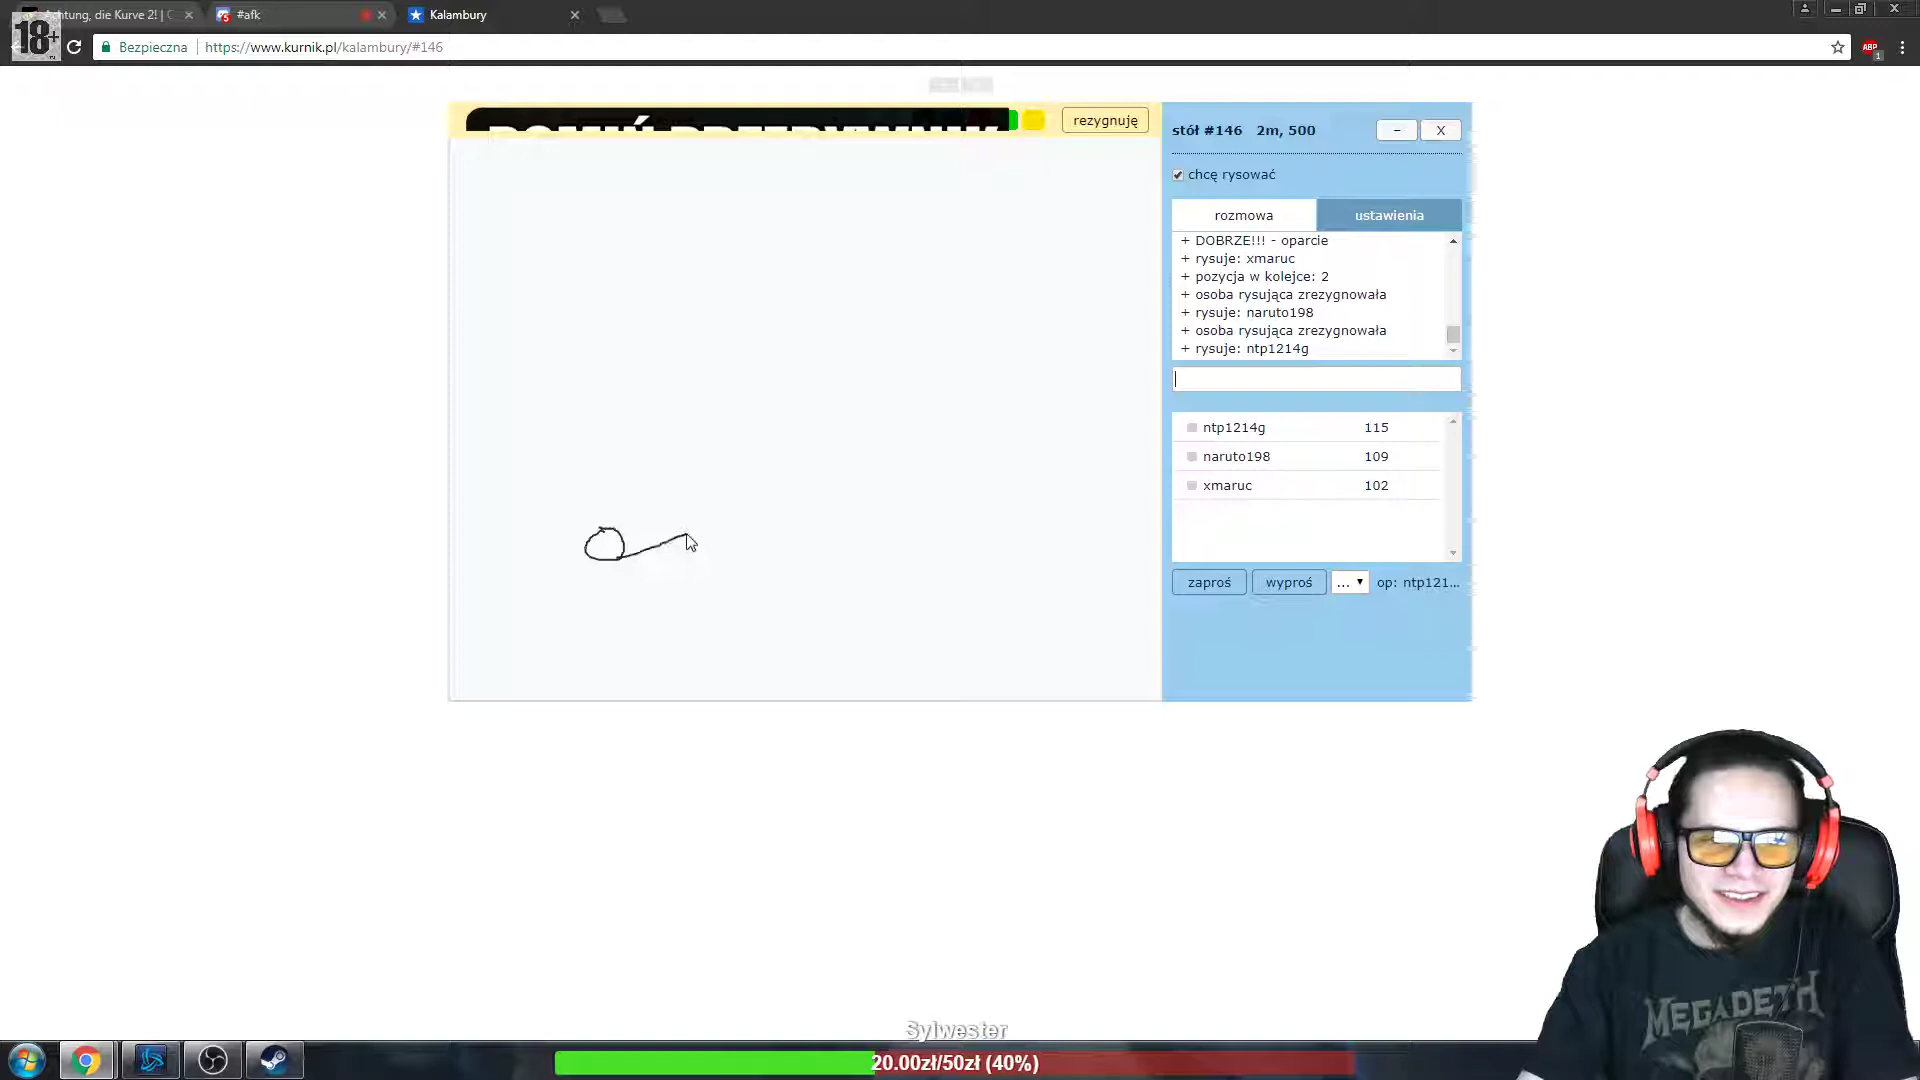 Achtung, die Kurve 2! |
#afk
Kalambury
18+
Bezpieczna
https://www.kurnik.pl/kalambury/#146
ABP
1
rezygnuję
stół #146 2m, 500
–
X
chcę rysować
rozmowa
ustawienia
+ DOBRZE!!! - oparcie
+ rysuje: xmaruc
+ pozycja w kolejce: 2
+ osoba rysująca zrezygnowała
+ rysuje: naruto198
+ osoba rysująca zrezygnowała
+ rysuje: ntp1214g
ntp1214g 115
naruto198 109
xmaruc 102
zaproś
wyproś
...
op: ntp121...
MEGADETH
Sylwester
20.00zł/50zł (40%)